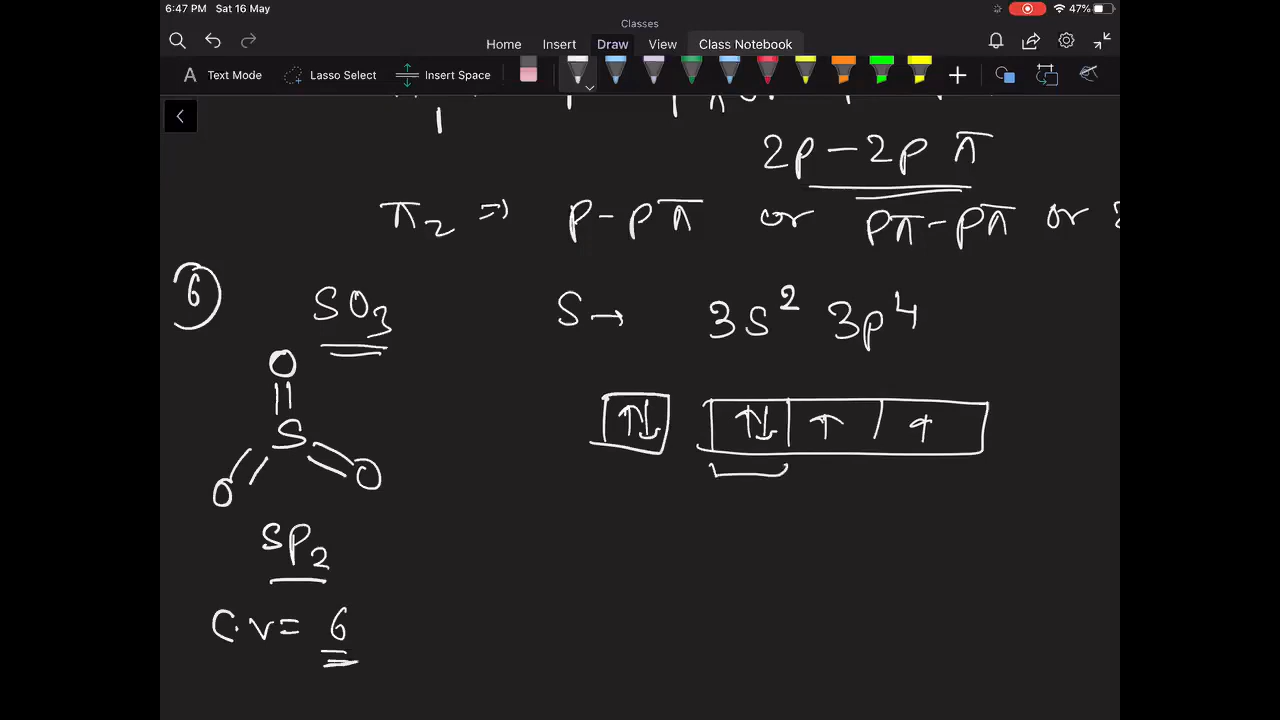 6:47 PM Sat 16 May
47%
Classes
Home Insert Draw View Class Notebook
Text Mode Lasso Select Insert Space
2p-2p π
π2 ⇒ p-pπ or pπ-pπ or
6 SO3 S→ 3S² 3p⁴
O
↑↓ ↑↓ ↑ ↑
S
O O
SP2
C.V= 6